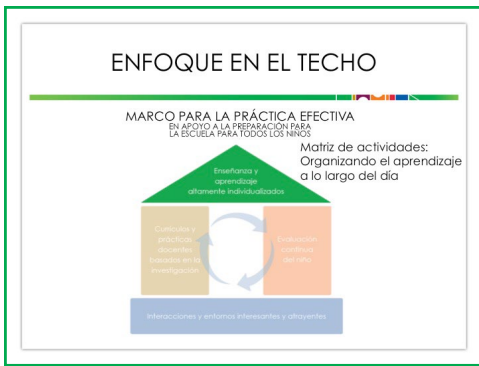 ENFOQUE EN EL TECHO
MARCO PARA LA PRÁCTICA EFECTIVA
EN APOYO A LA PREPARACIÓN PARA
LA ESCUELA PARA TODOS LOS NIÑOS
Matriz de actividades:
Organizando el aprendizaje
a lo largo del día
Enseñanza y
aprendizaje
altamente individualizados
Currículos y
prácticas
docentes
basadas en la
investigación
Evaluación
continua
del niño
Interacciones y entornos interesantes y atrayentes